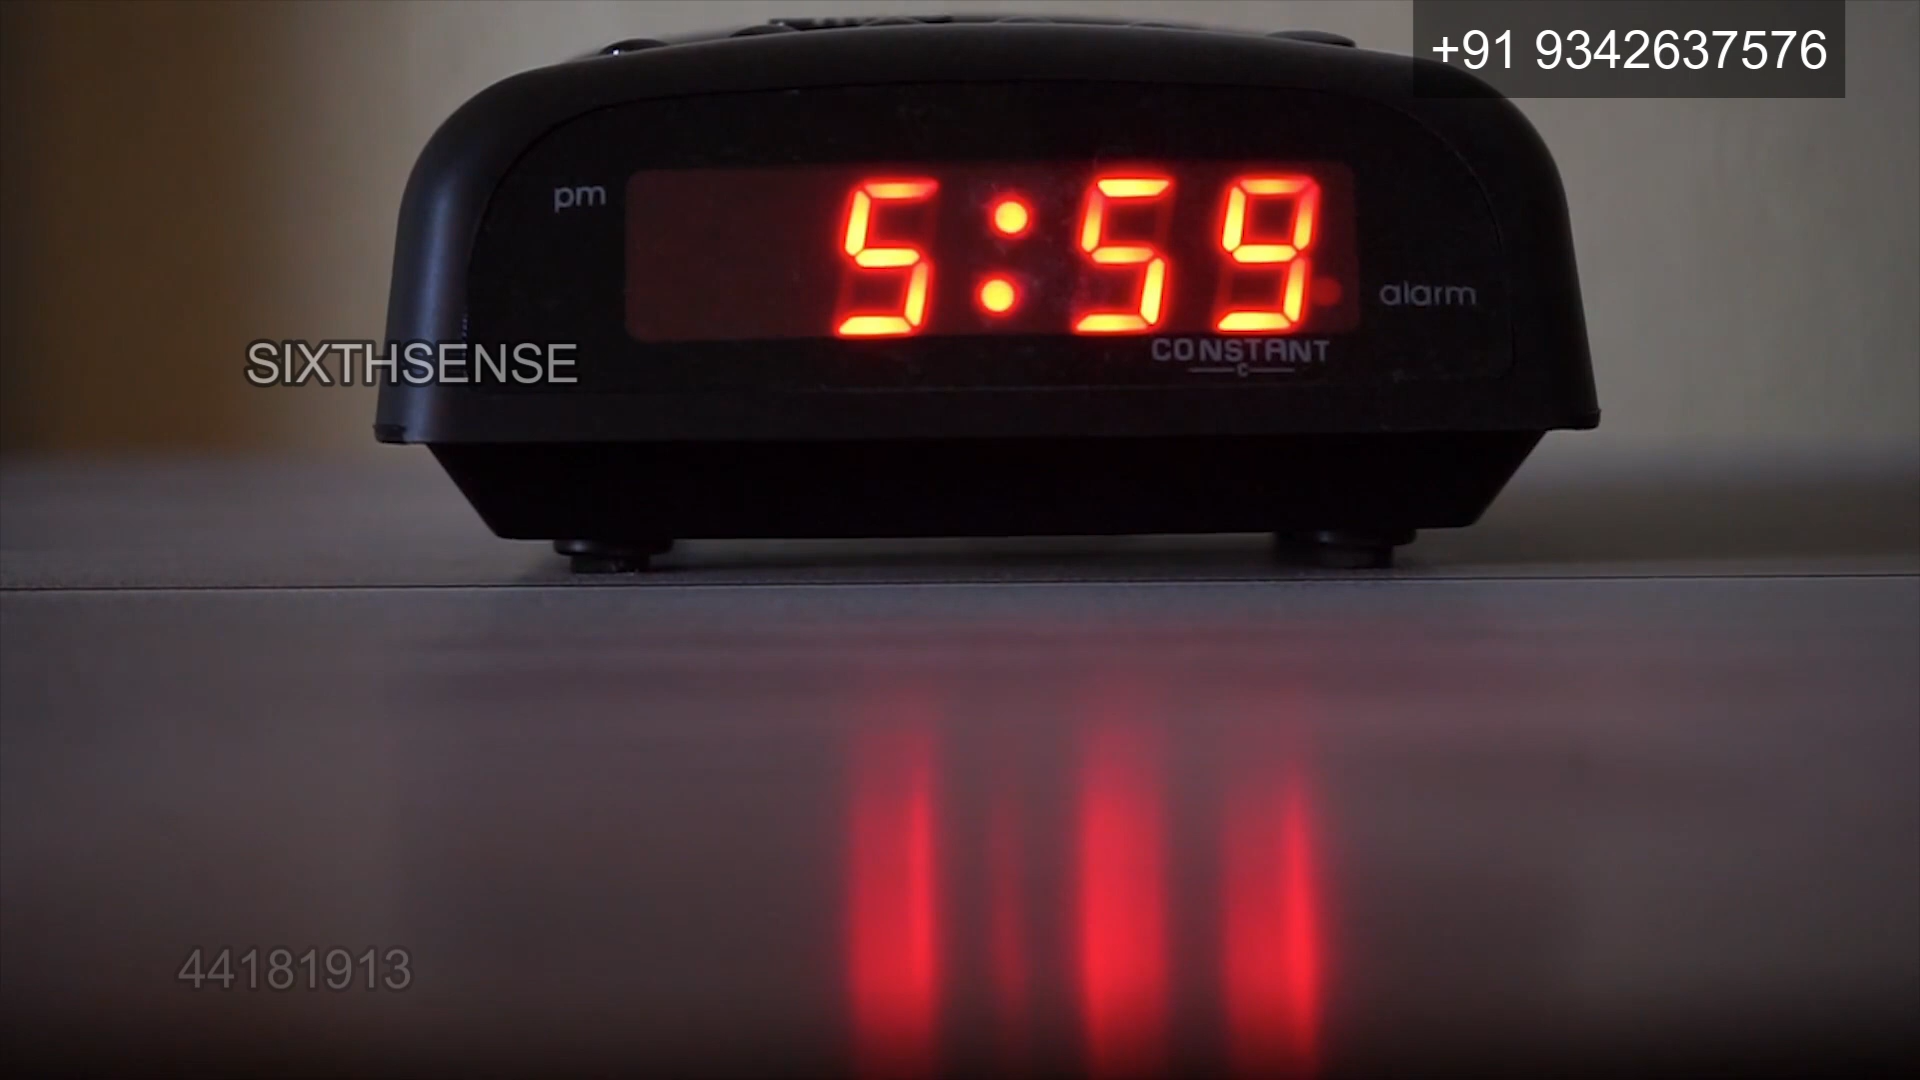 +91 9342637576
pm
5:59
alarm
CONSTANT
C
SIXTHSENSE
44181913